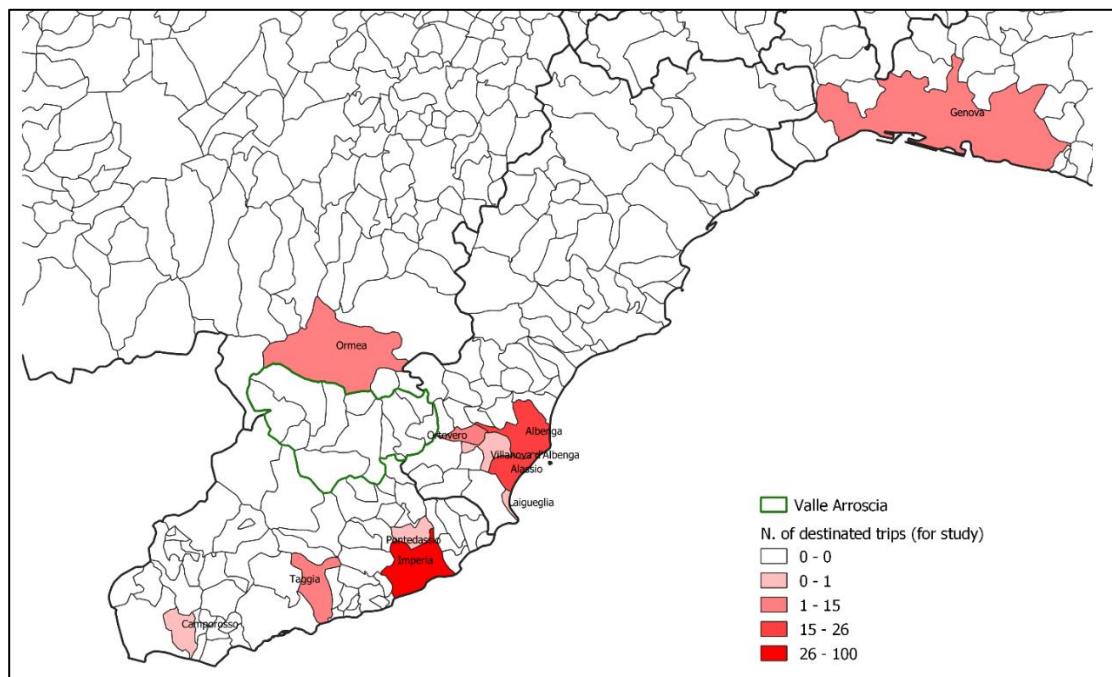 Genova
Ormea
Ortovero
Albenga
Villanova d'Albenga
Alassio
Laigueglia
Pontedassio
Imperia
Taggia
Camporosso
Valle Arroscia
N. of destinated trips (for study)
0 - 0
0 - 1
1 - 15
15 - 26
26 - 100